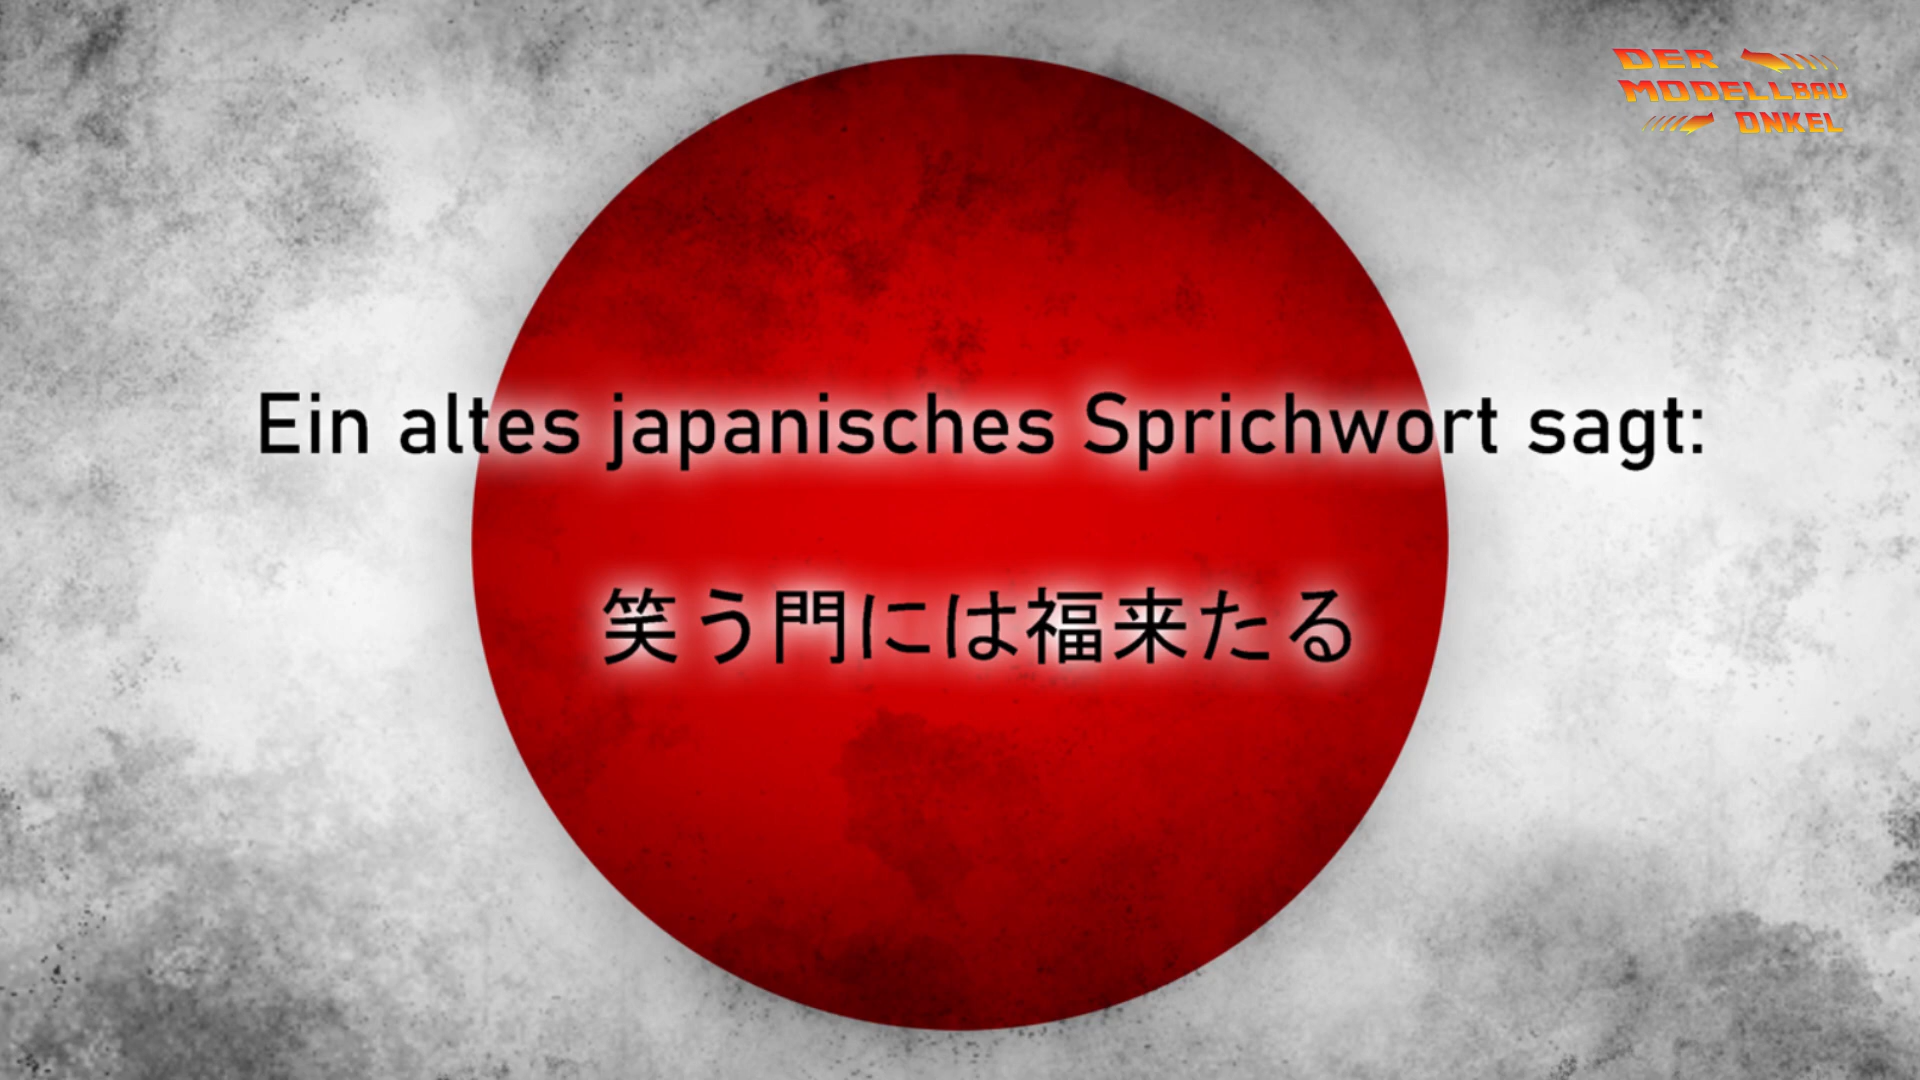 DER
MODELLBAU
ONKEL
Ein altes japanisches Sprichwort sagt:
笑う門には福来たる